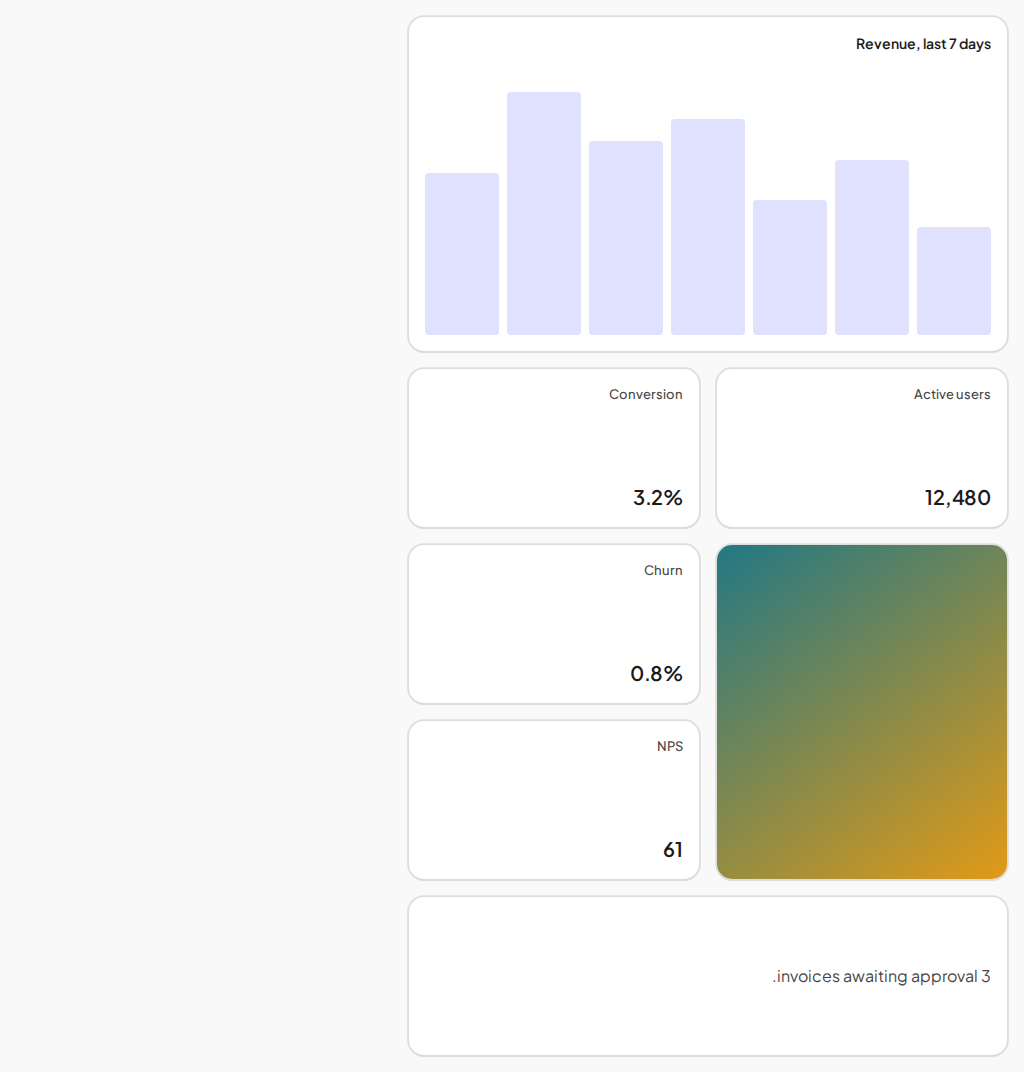 Revenue, last 7 days
Conversion
3.2%
Active users
12,480
Churn
0.8%
NPS
61
.invoices awaiting approval 3